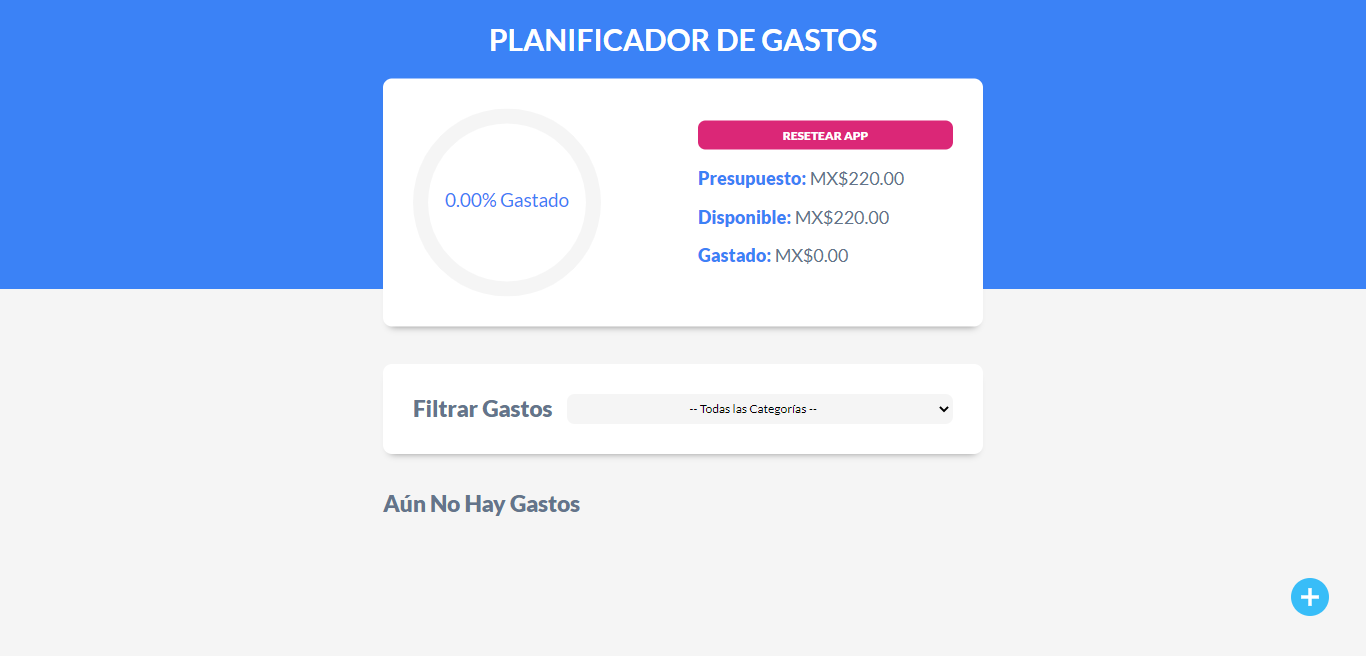 PLANIFICADOR DE GASTOS
0.00% Gastado
RESETEAR APP
Presupuesto: MX$220.00
Disponible: MX$220.00
Gastado: MX$0.00
Filtrar Gastos
-- Todas las Categorías --
Aún No Hay Gastos